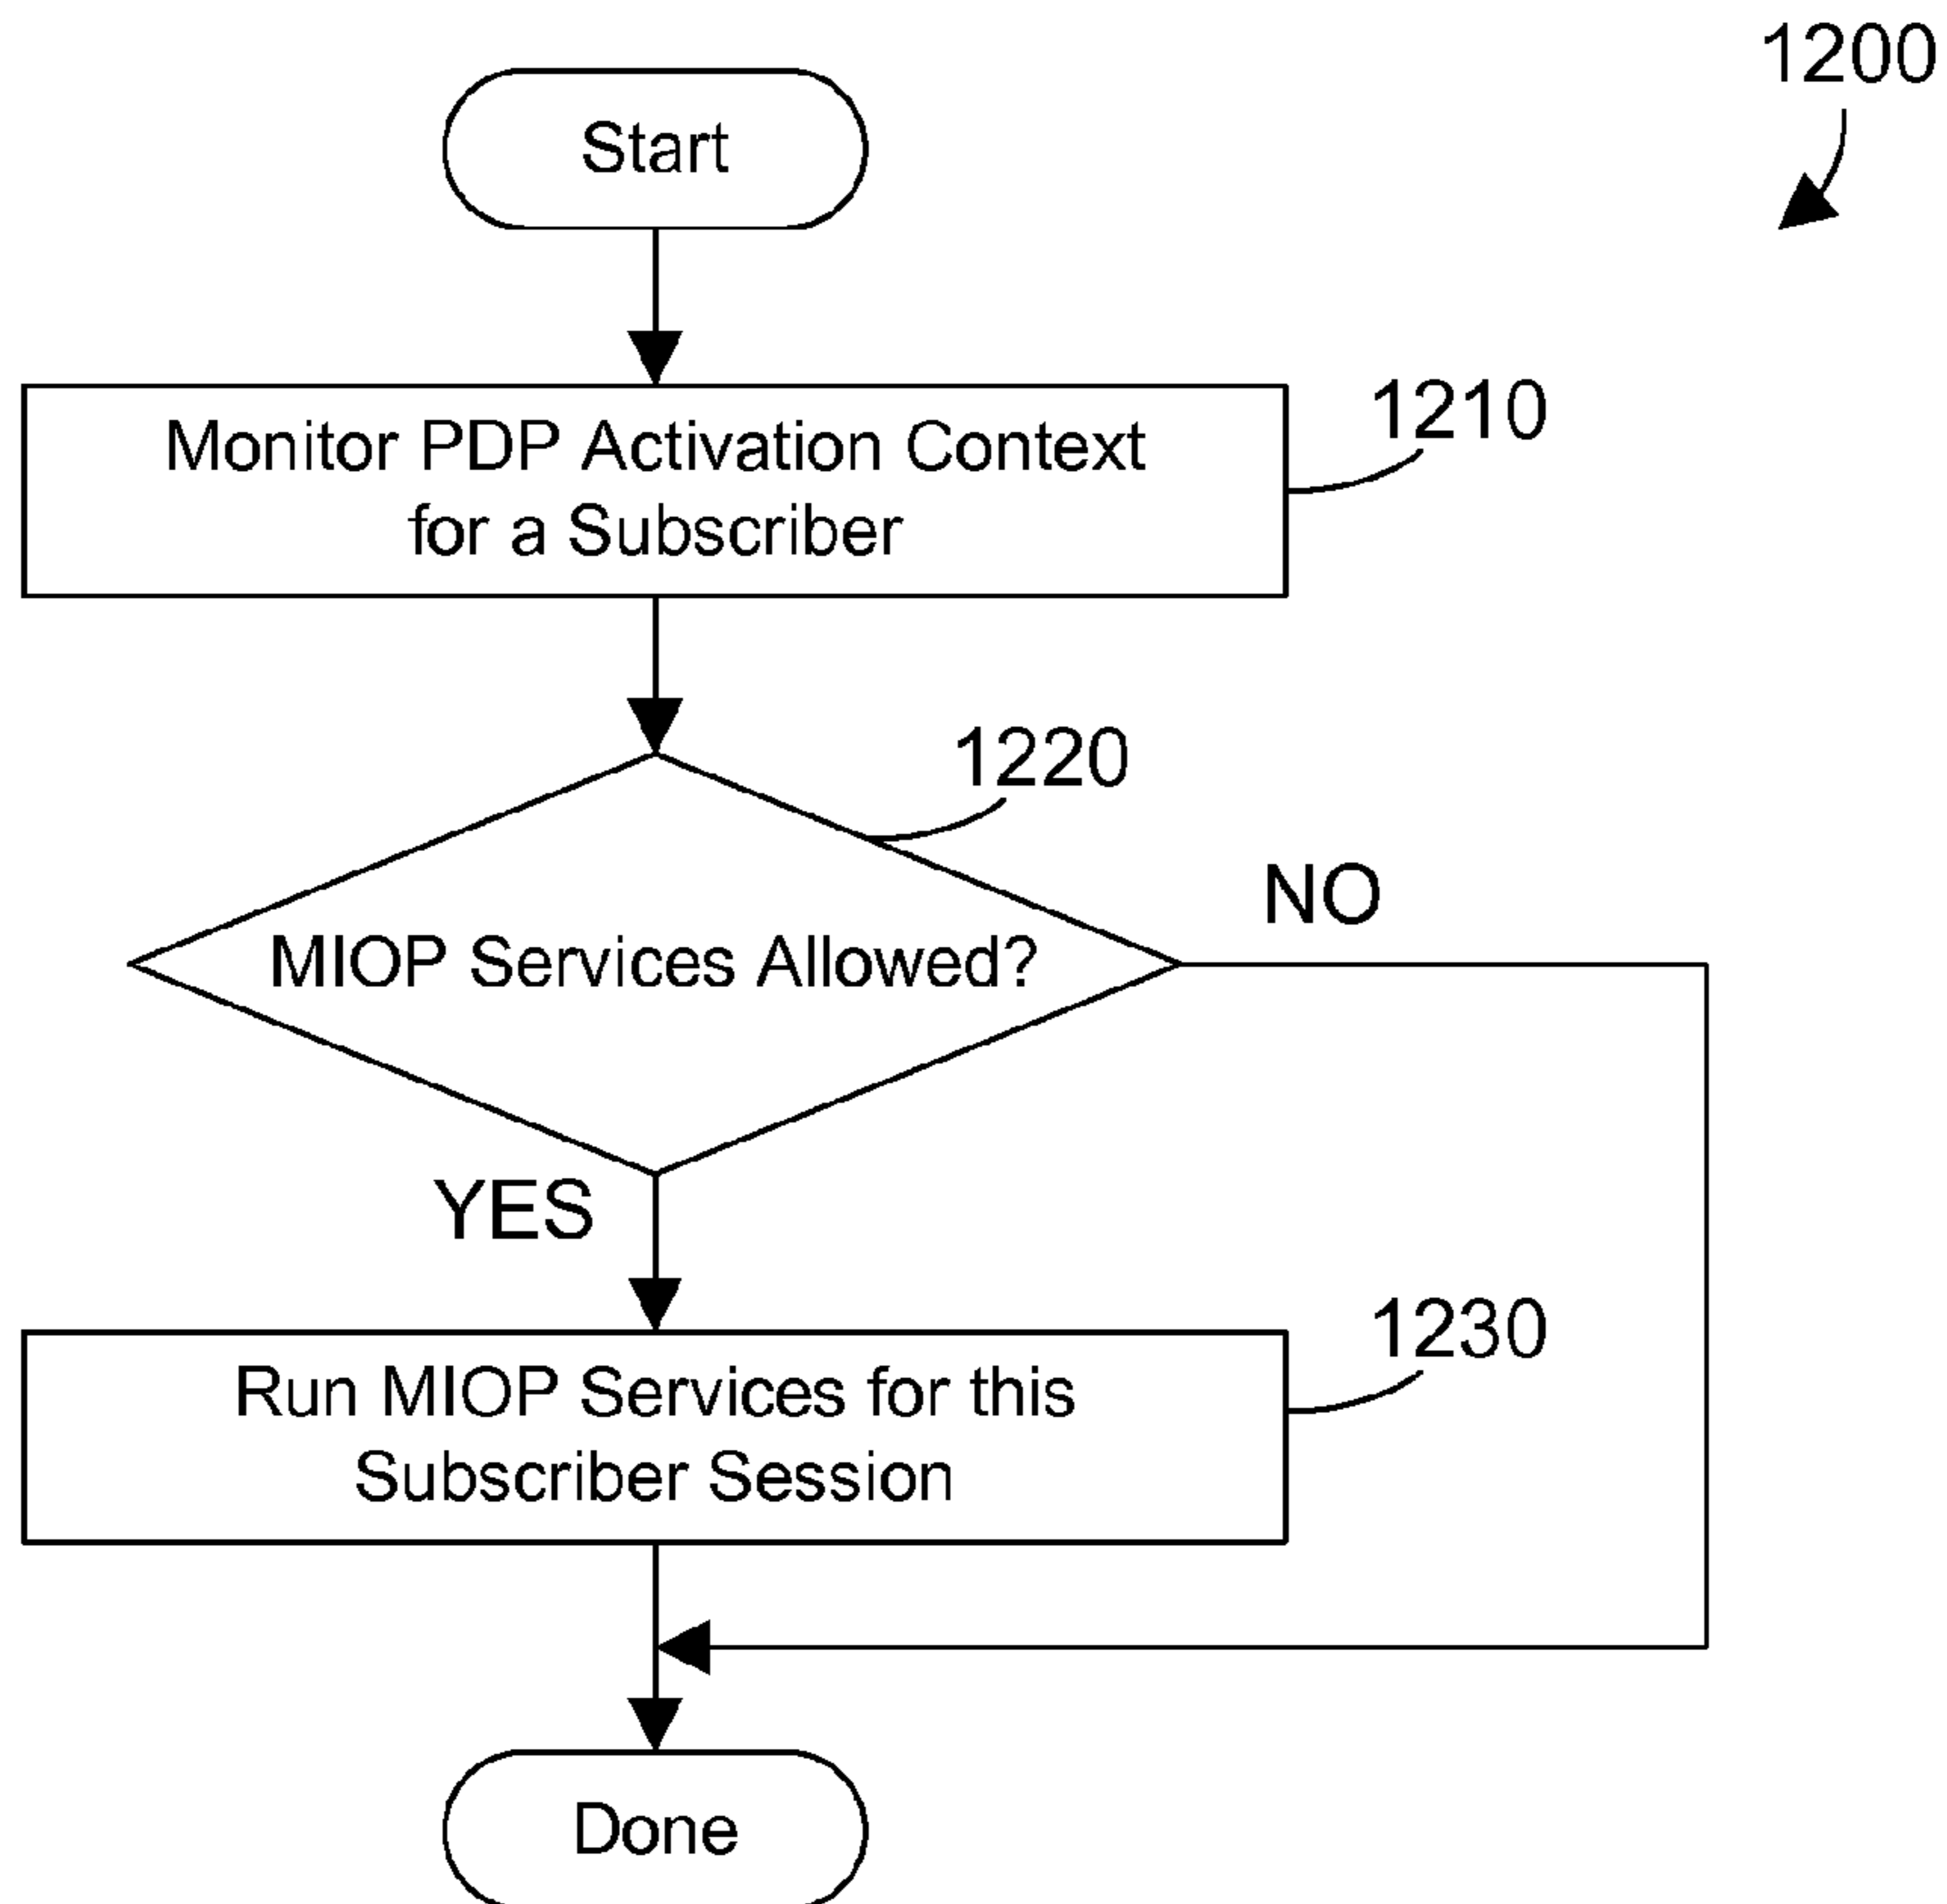 1200
Start
Monitor PDP Activation Context
for a Subscriber
1210
1220
MIOP Services Allowed?
NO
YES
Run MIOP Services for this
Subscriber Session
1230
Done